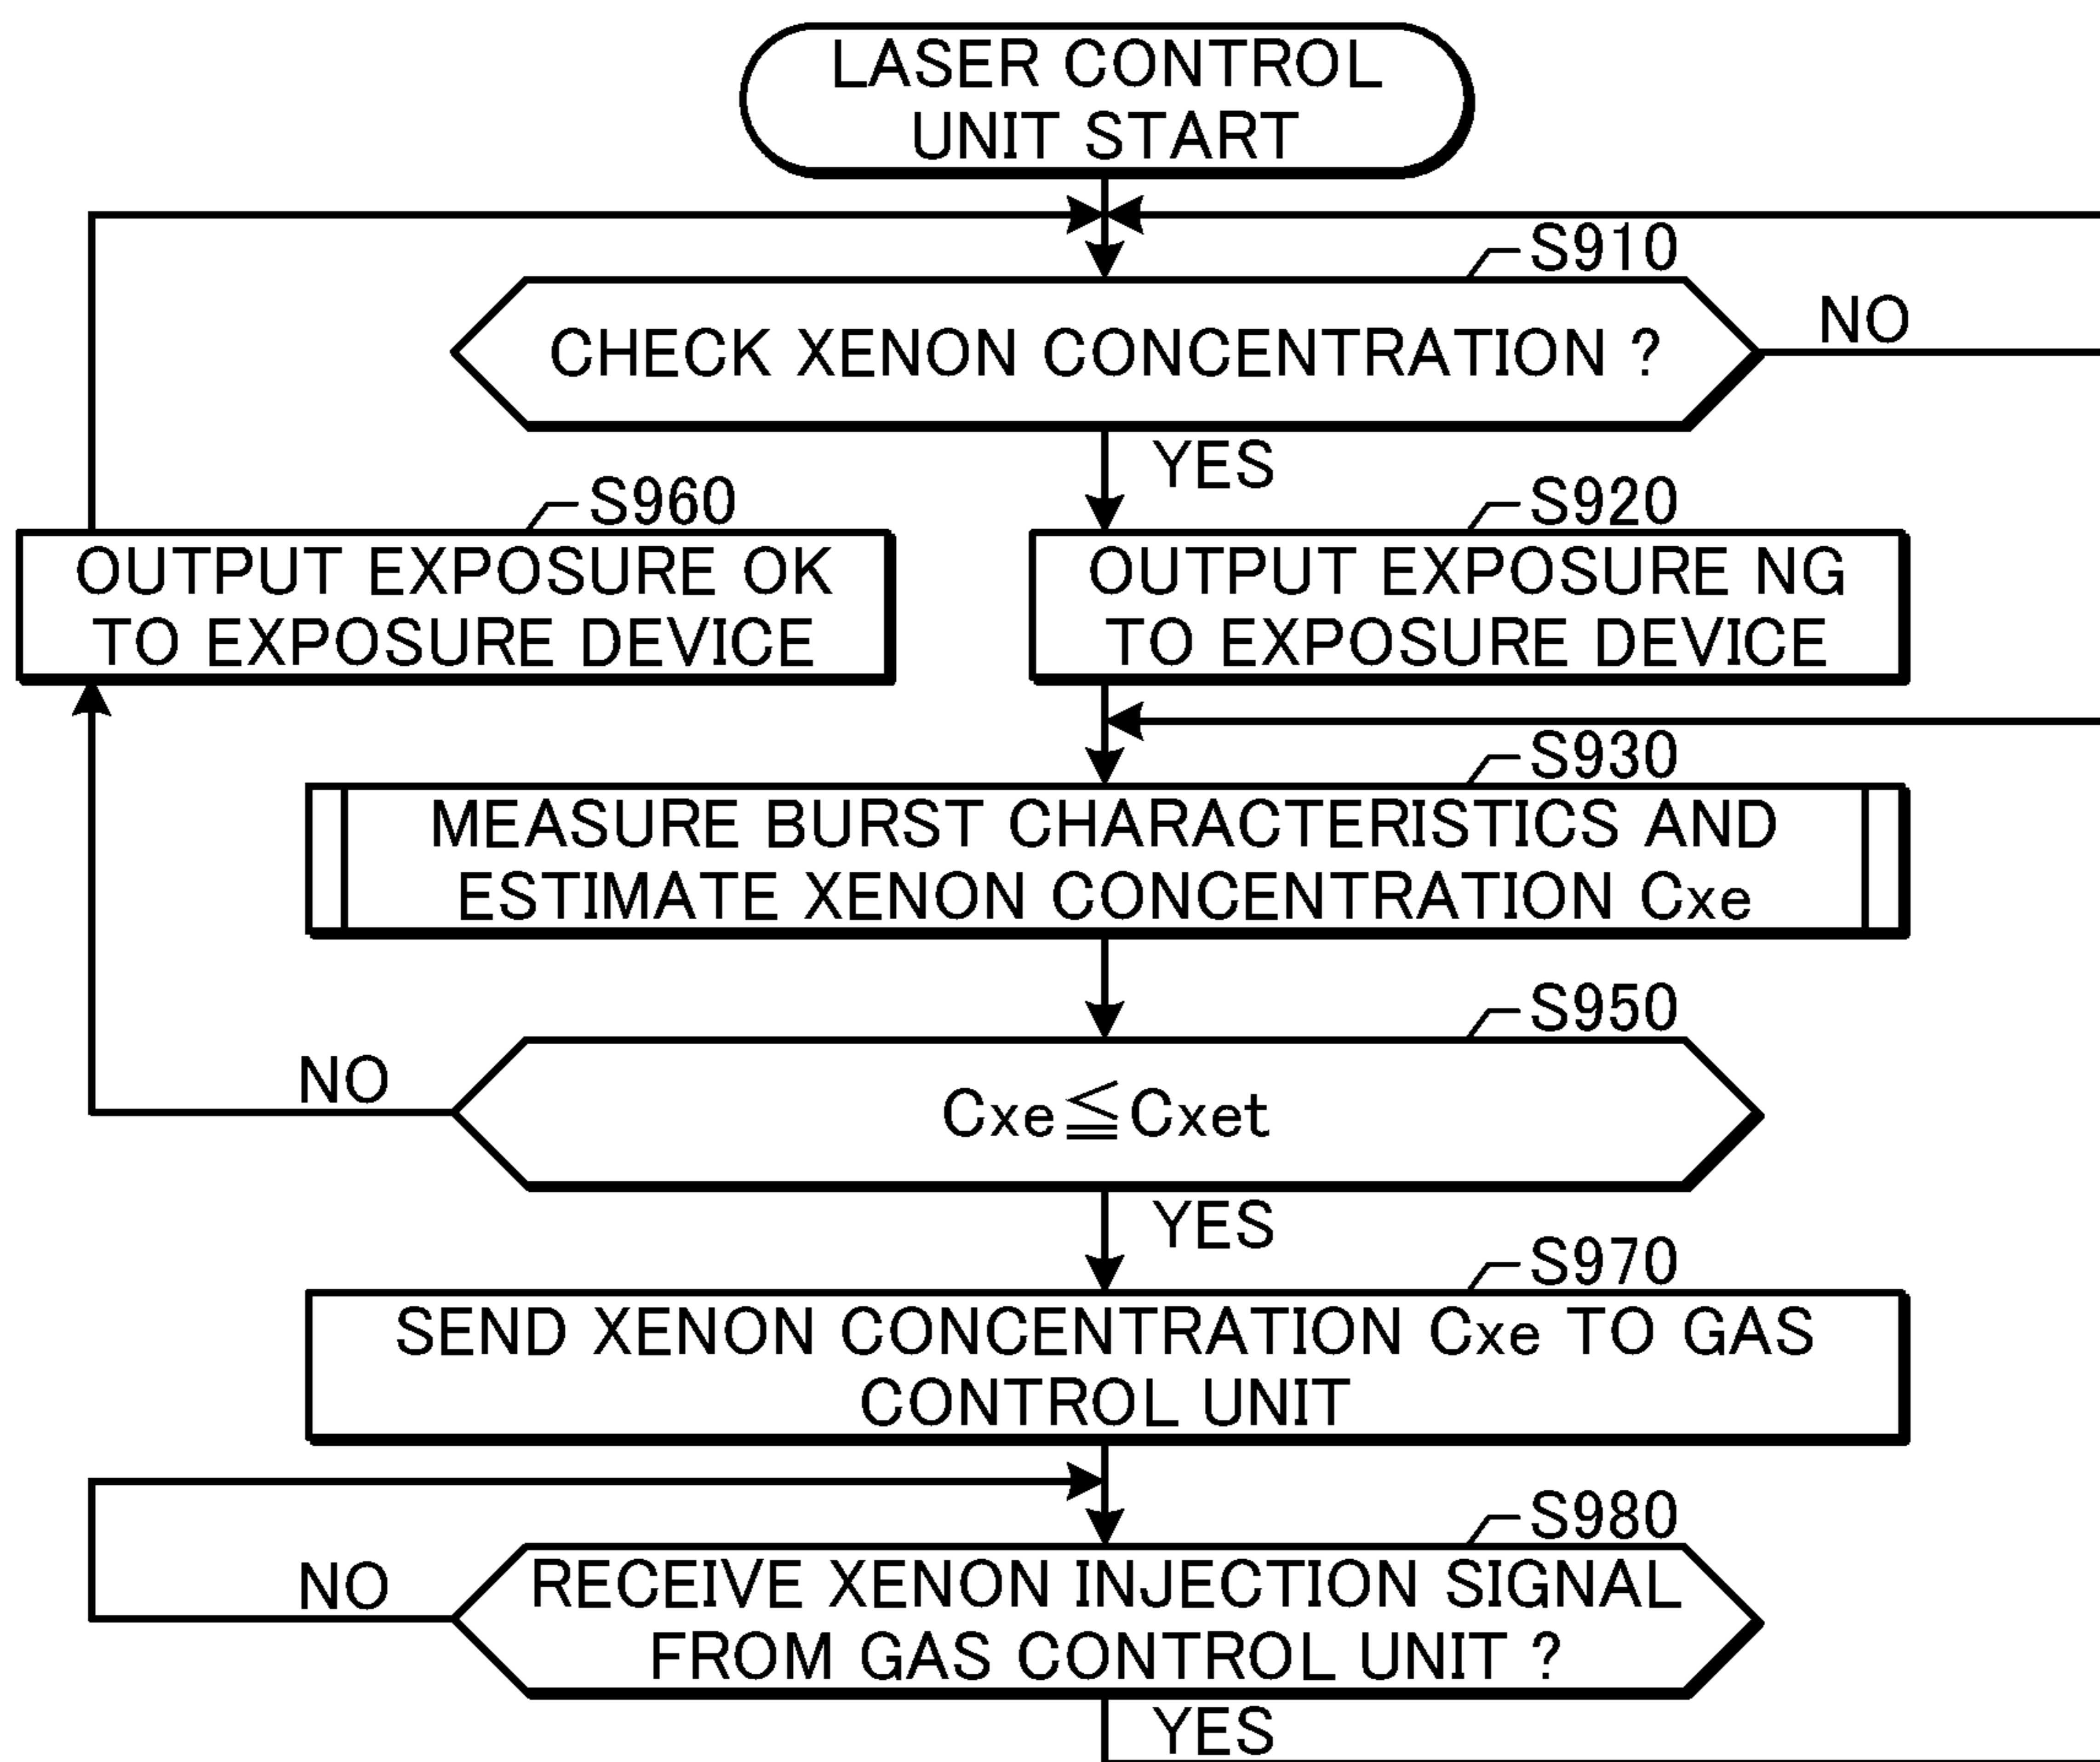 LASER CONTROL
UNIT START
S910
CHECK XENON CONCENTRATION ?
NO
YES
S960
OUTPUT EXPOSURE OK
TO EXPOSURE DEVICE
S920
OUTPUT EXPOSURE NG
TO EXPOSURE DEVICE
S930
MEASURE BURST CHARACTERISTICS AND
ESTIMATE XENON CONCENTRATION Cxe
S950
NO
Cxe≦Cxet
YES
S970
SEND XENON CONCENTRATION Cxe TO GAS
CONTROL UNIT
S980
NO
RECEIVE XENON INJECTION SIGNAL
FROM GAS CONTROL UNIT ?
YES